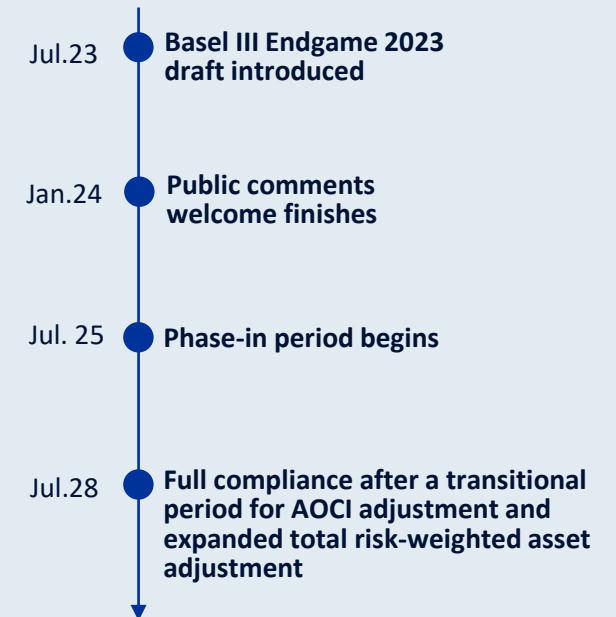 Jul.23
Basel III Endgame 2023
draft introduced
Jan.24
Public comments
welcome finishes
Jul. 25
Phase-in period begins
Jul.28
Full compliance after a transitional
period for AOCI adjustment and
expanded total risk-weighted asset
adjustment